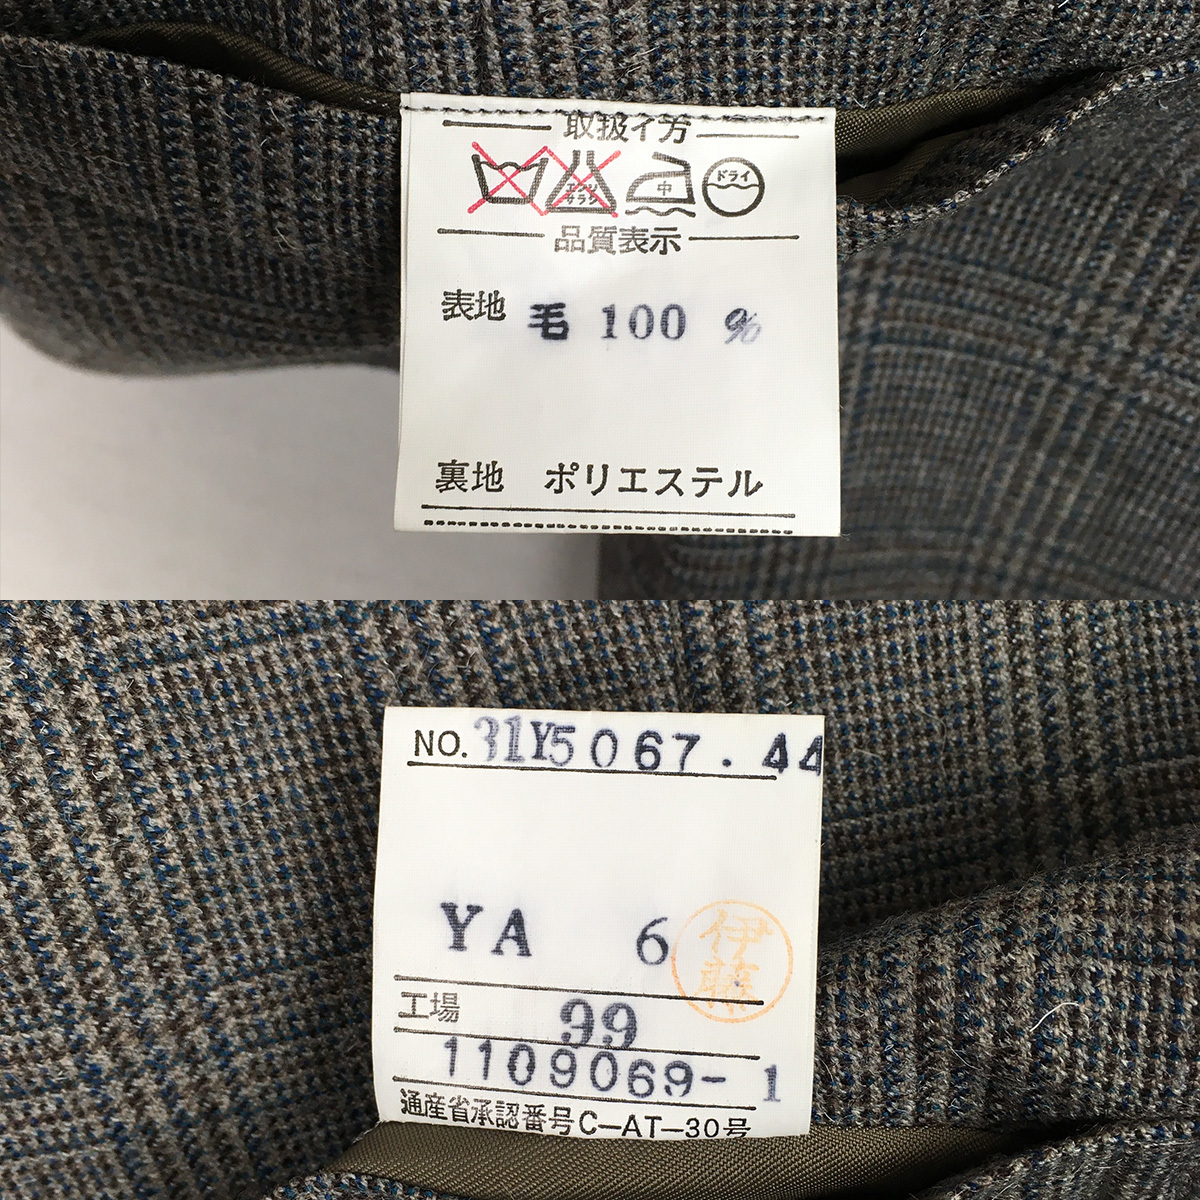 取扱イ方
エンソ
サラシ
中
ドライ
品質表示
表地 毛 100 %
裏地 ポリエステル
NO. 31Y5067.44
YA 6
伊藤
工場 99
1109069-1
通産省承認番号C-AT-30号